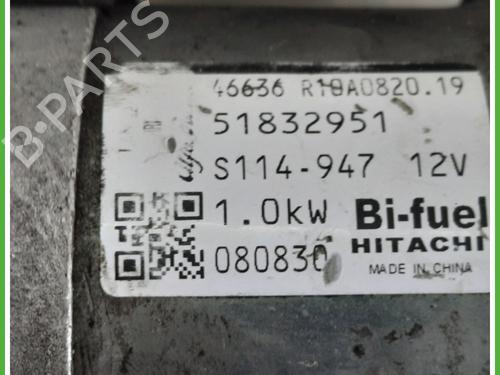 46636 R10A0820.19
51832951
S114-947 12V
1.0kW Bi-fuel
080830 HITACHI
MADE IN CHINA
B-PARTS